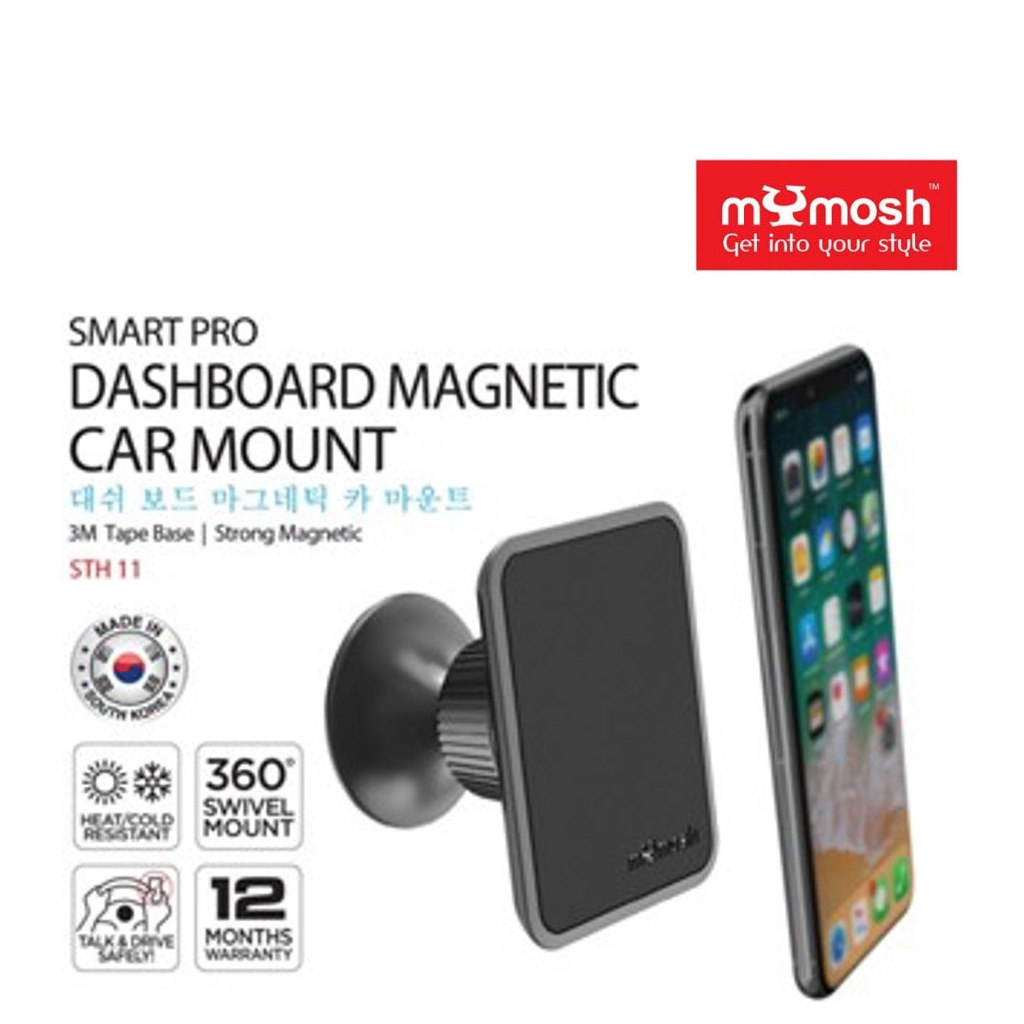 mymosh™
Get into your style
SMART PRO
DASHBOARD MAGNETIC
CAR MOUNT
대쉬 보드 마그네틱 카 마운트
3M Tape Base | Strong Magnetic
STH 11
MADE IN
SOUTH KOREA
HEAT/COLD
RESISTANT
360°
SWIVEL
MOUNT
TALK & DRIVE
SAFELY!
12
MONTHS
WARRANTY
mymosh